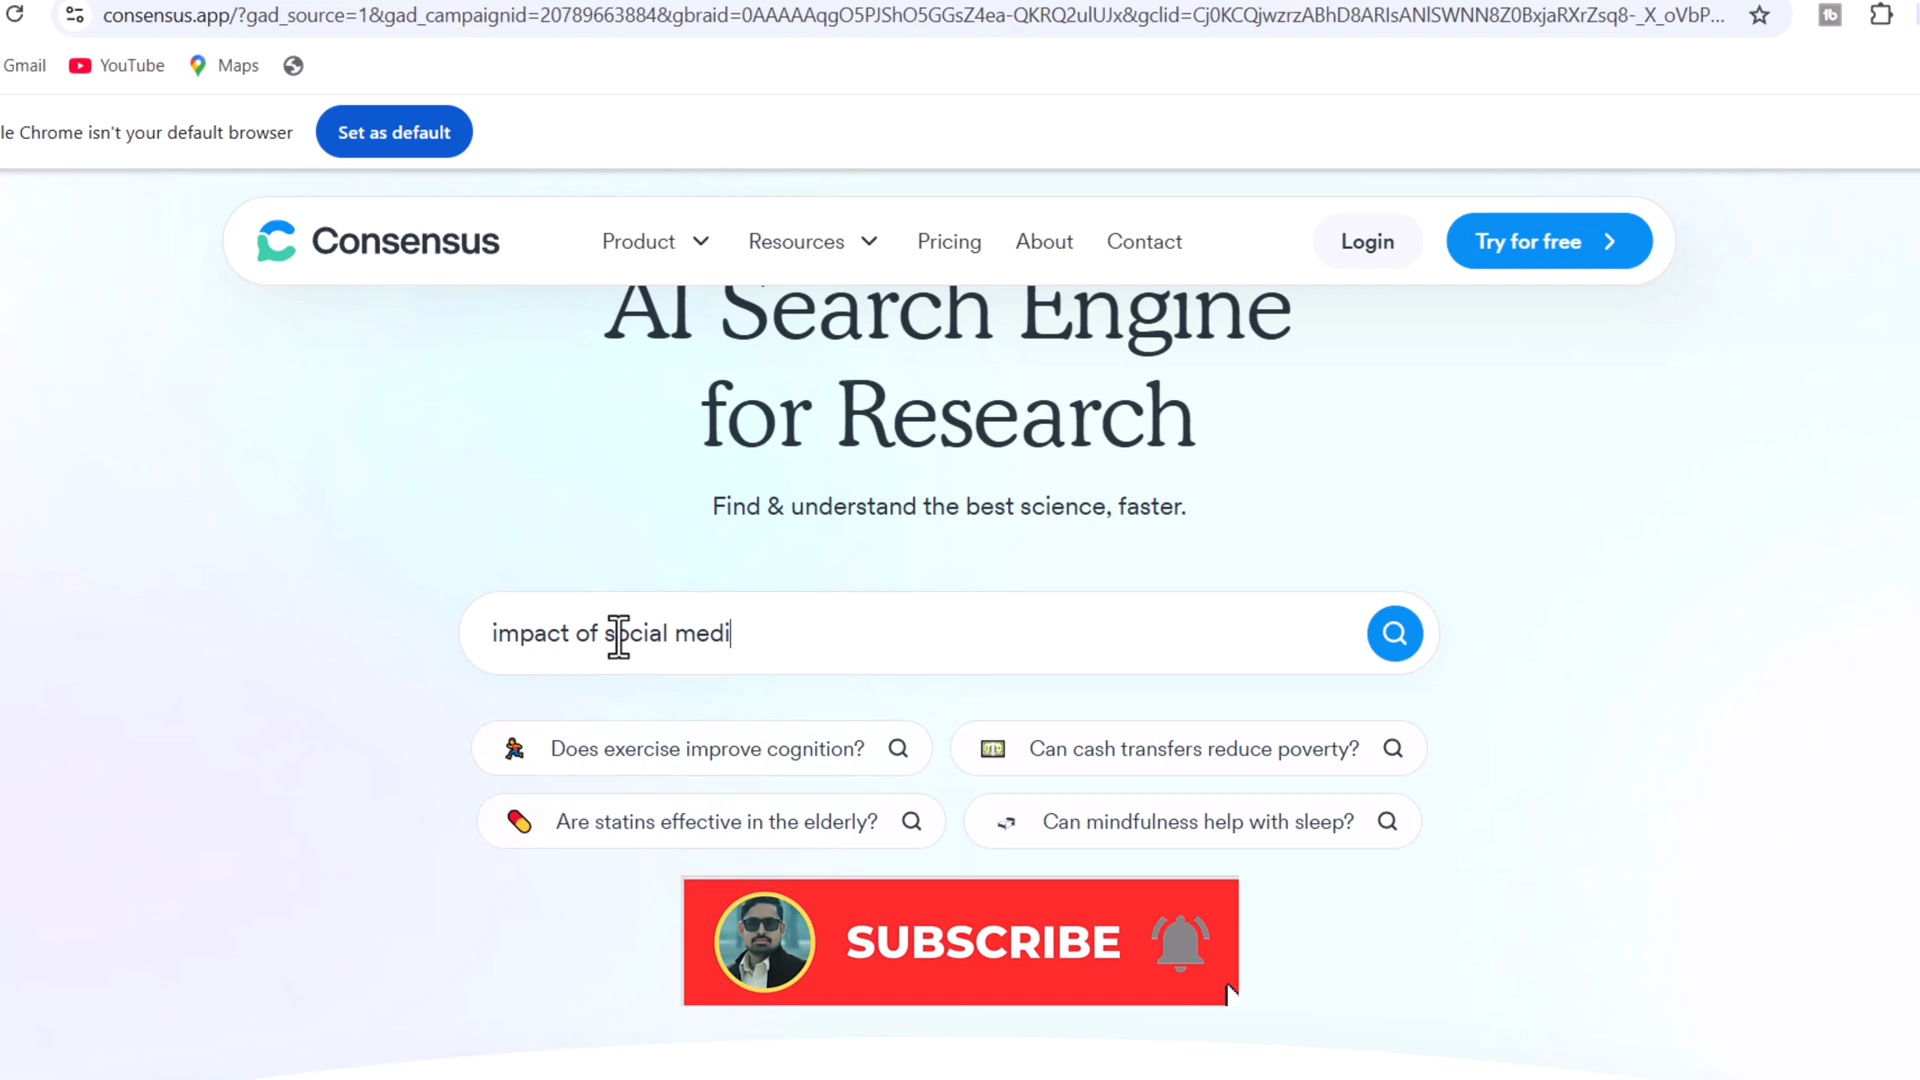 consensus.app/?gad_source=1&gad_campaignid=20789663884&gbraid=0AAAAAqgO5PJShO5GGsZ4ea-QKRQ2ulUJx&gclid=Cj0KCQjwzrzABhD8ARIsANlSWNN8Z0BxjaRXrZsq8-_X_oVbP...
Gmail YouTube Maps
le Chrome isn't your default browser Set as default
Consensus Product Resources Pricing About Contact Login Try for free
AI Search Engine
for Research
Find & understand the best science, faster.
impact of social medi
Does exercise improve cognition? Can cash transfers reduce poverty?
Are statins effective in the elderly? Can mindfulness help with sleep?
SUBSCRIBE